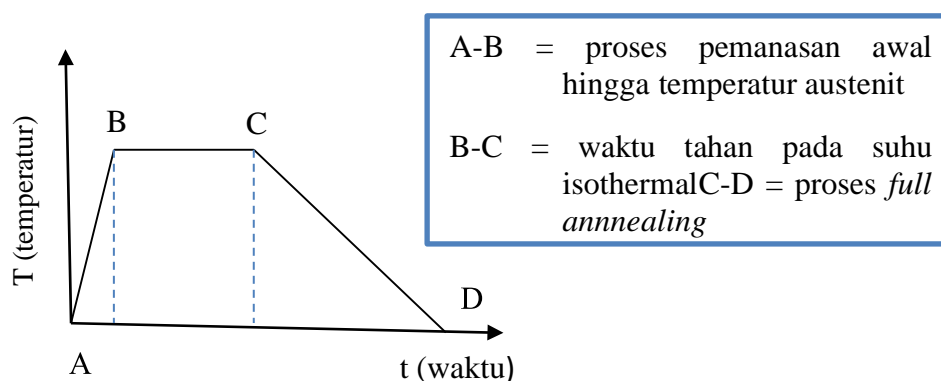 A-B = proses pemanasan awal
hingga temperatur austenit
B-C = waktu tahan pada suhu
isothermalC-D = proses full
annnealing
B
C
T (temperatur)
D
A
t (waktu)